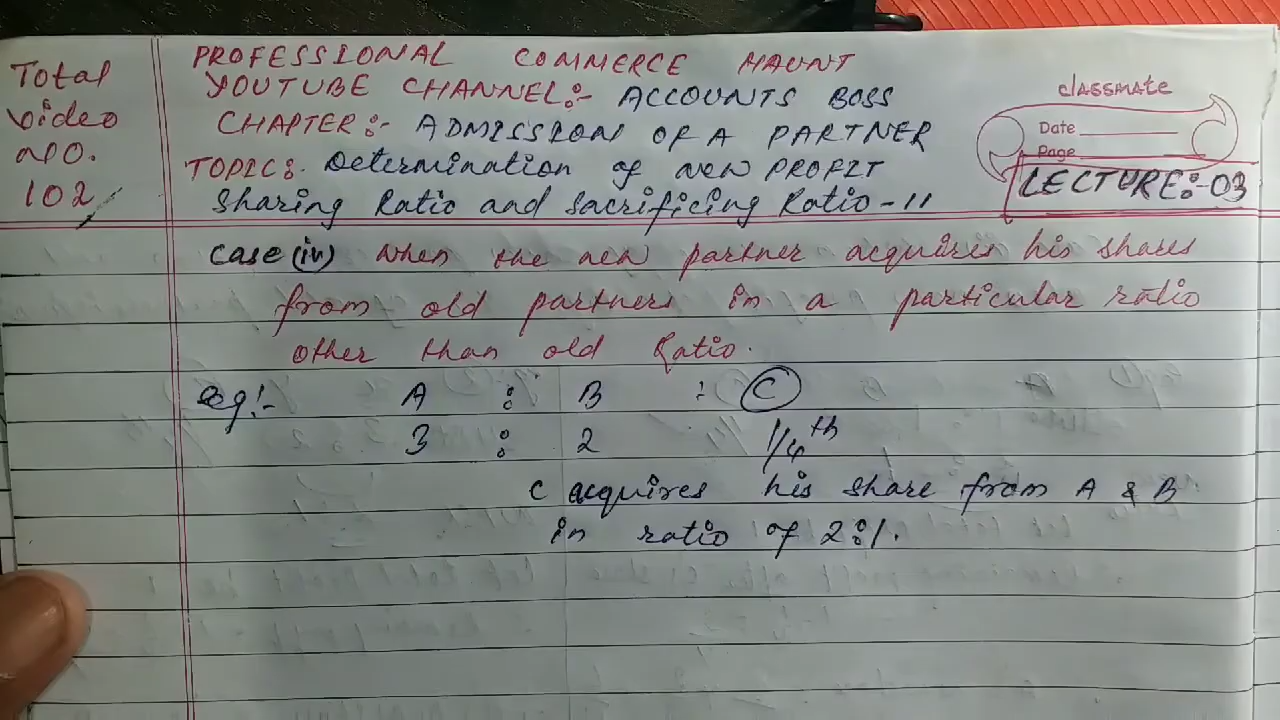 Total
video
NO.
102
PROFESSIONAL COMMERCE HAUNT
YOUTUBE CHANNEL:- ACCOUNTS BOSS
CHAPTER:- ADMISSION OF A PARTNER
TOPIC:- Determination of NEW PROFIT
Sharing Ratio and Sacrificing Ratio-11
classmate
Date
Page
LECTURE:-03
Case (iv) When the new partner acquires his shares
from old partners in a particular ratio
other than old Ratio.
eg:- A : B : C
3 : 2 1/4th
C acquires his share from A & B
in ratio of 2:1.